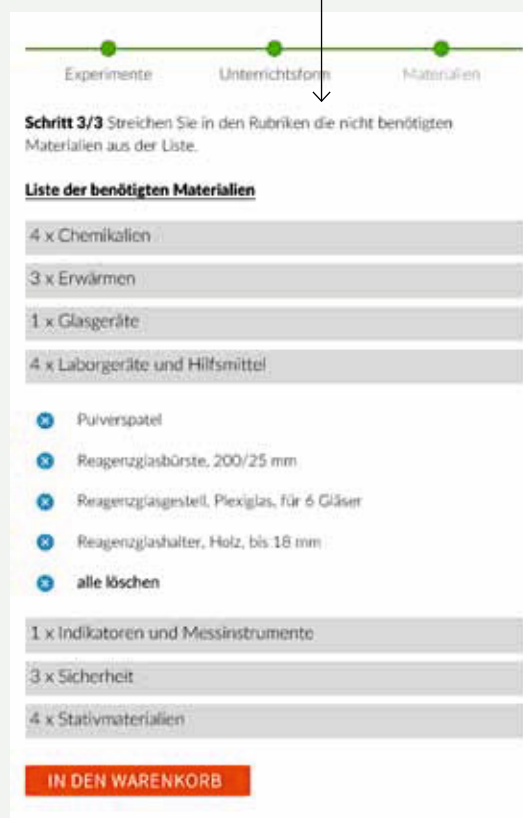 Experimente Unterrichtsform Materialien
Schritt 3/3 Streichen Sie in den Rubriken die nicht benötigten
Materialien aus der Liste.
Liste der benötigten Materialien
4 x Chemikalien
3 x Erwärmen
1 x Glasgeräte
4 x Laborgeräte und Hilfsmittel
Pulverspatel
Reagenzglasbürste, 200/25 mm
Reagenzglasgestell, Plexiglas, für 6 Gläser
Reagenzglashalter, Holz, bis 18 mm
alle löschen
1 x Indikatoren und Messinstrumente
3 x Sicherheit
4 x Stativmaterialien
IN DEN WARENKORB